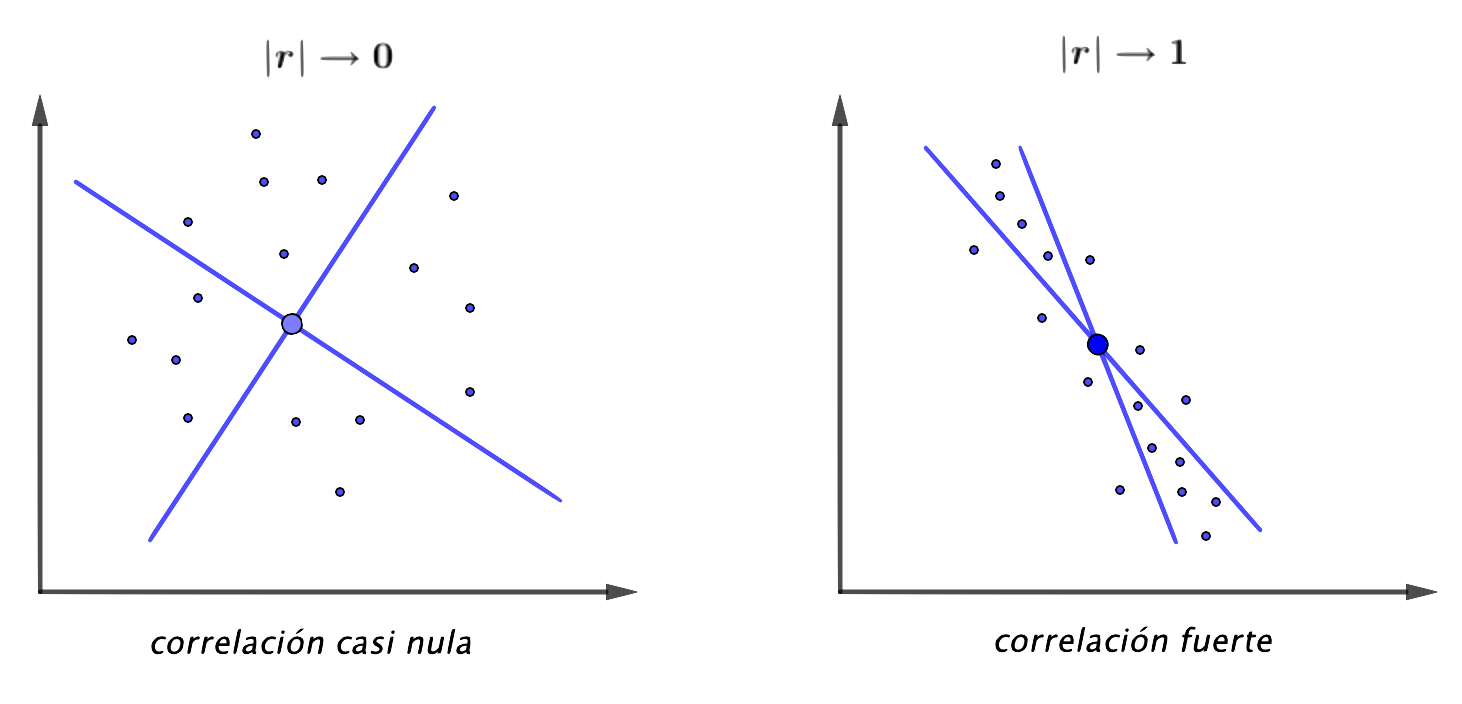 |r| → 0
|r| → 1
correlación casi nula
correlación fuerte